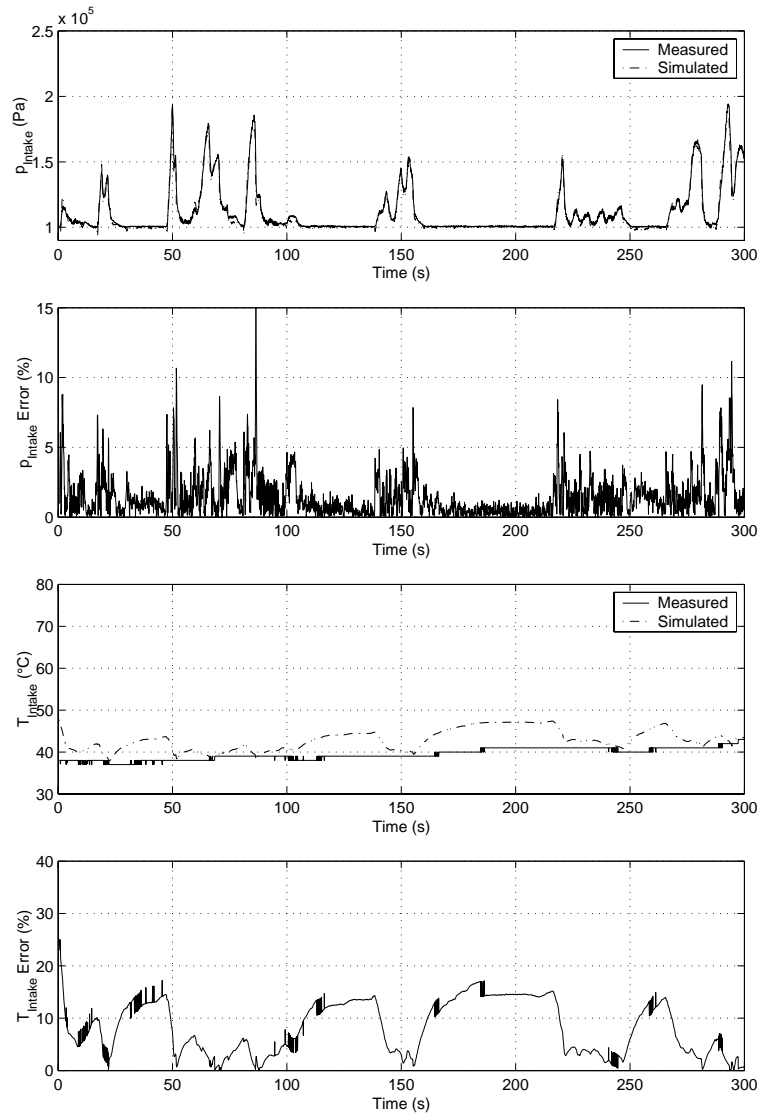 x 10^5
2.5
2
1.5
1
p_Intake (Pa)
Measured
Simulated
0 50 100 150 200 250 300
Time (s)
15
10
5
0
p_Intake Error (%)
0 50 100 150 200 250 300
Time (s)
80
70
60
50
40
30
T_Intake (°C)
Measured
Simulated
0 50 100 150 200 250 300
Time (s)
40
30
20
10
0
T_Intake Error (%)
0 50 100 150 200 250 300
Time (s)